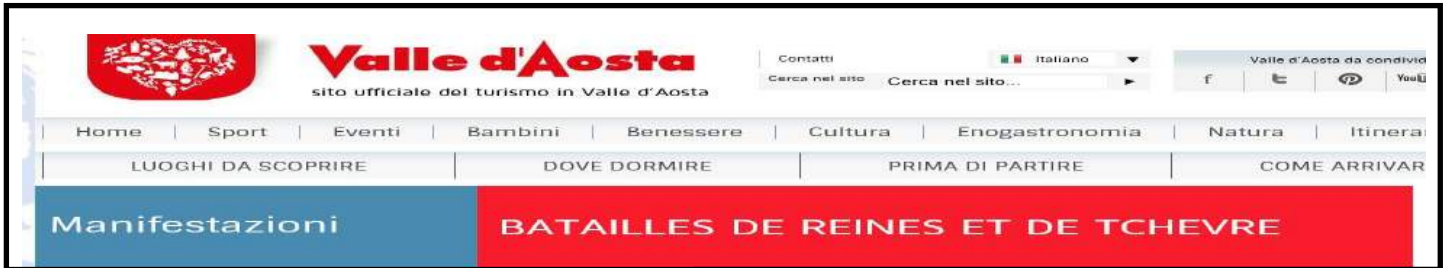 Valle d'Aosta
sito ufficiale del turismo in Valle d'Aosta
Contatti
Italiano
Cerca nel sito Cerca nel sito...
Valle d'Aosta da condivid
f t You
Home | Sport | Eventi | Bambini | Benessere | Cultura | Enogastronomia | Natura | Itinera
LUOGHI DA SCOPRIRE | DOVE DORMIRE | PRIMA DI PARTIRE | COME ARRIVAR
Manifestazioni
BATAILLES DE REINES ET DE TCHEVRE